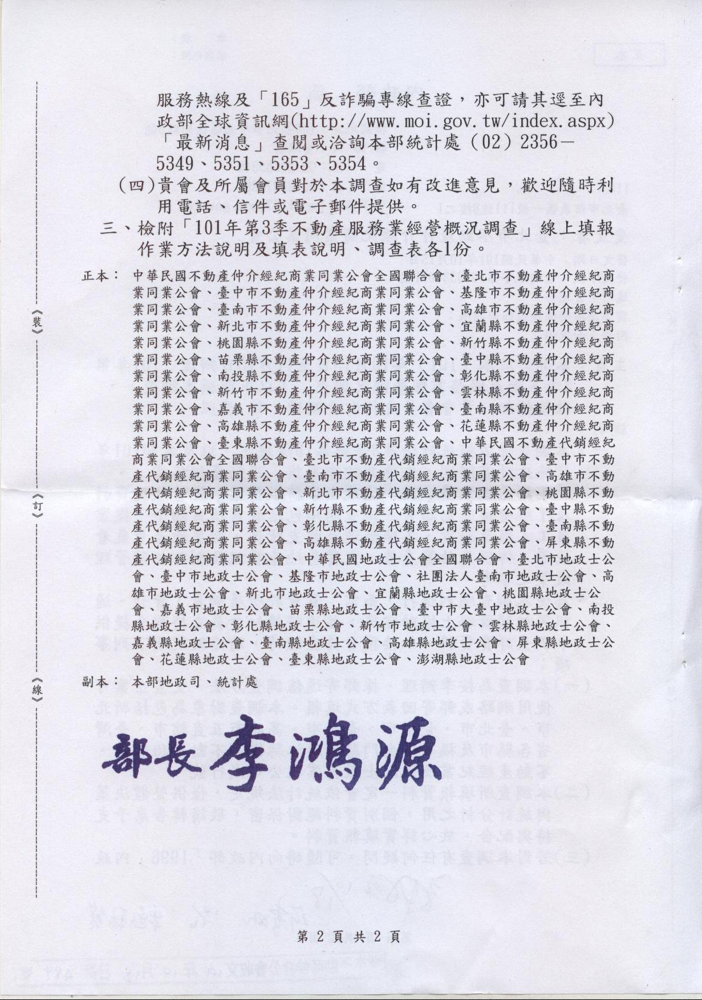 服務熱線及「165」反詐騙專線查證，亦可請其逕至內
政部全球資訊網(http://www.moi.gov.tw/index.aspx)
「最新消息」查閱或洽詢本部統計處（02）2356－
5349、5351、5353、5354。
(四)貴會及所屬會員對於本調查如有改進意見，歡迎隨時利
用電話、信件或電子郵件提供。
三、檢附「101年第3季不動產服務業經營概況調查」線上填報
作業方法說明及填表說明、調查表各1份。
正本：中華民國不動產仲介經紀商業同業公會全國聯合會、臺北市不動產仲介經紀商
業同業公會、臺中市不動產仲介經紀商業同業公會、基隆市不動產仲介經紀商
業同業公會、臺南市不動產仲介經紀商業同業公會、高雄市不動產仲介經紀商
業同業公會、新北市不動產仲介經紀商業同業公會、宜蘭縣不動產仲介經紀商
業同業公會、桃園縣不動產仲介經紀商業同業公會、新竹縣不動產仲介經紀商
業同業公會、苗栗縣不動產仲介經紀商業同業公會、臺中縣不動產仲介經紀商
業同業公會、南投縣不動產仲介經紀商業同業公會、彰化縣不動產仲介經紀商
業同業公會、新竹市不動產仲介經紀商業同業公會、雲林縣不動產仲介經紀商
業同業公會、嘉義市不動產仲介經紀商業同業公會、臺南縣不動產仲介經紀商
業同業公會、高雄縣不動產仲介經紀商業同業公會、花蓮縣不動產仲介經紀商
業同業公會、臺東縣不動產仲介經紀商業同業公會、中華民國不動產代銷經紀
商業同業公會全國聯合會、臺北市不動產代銷經紀商業同業公會、臺中市不動
產代銷經紀商業同業公會、臺南市不動產代銷經紀商業同業公會、高雄市不動
產代銷經紀商業同業公會、新北市不動產代銷經紀商業同業公會、桃園縣不動
產代銷經紀商業同業公會、新竹縣不動產代銷經紀商業同業公會、臺中縣不動
產代銷經紀商業同業公會、彰化縣不動產代銷經紀商業同業公會、臺南縣不動
產代銷經紀商業同業公會、高雄縣不動產代銷經紀商業同業公會、屏東縣不動
產代銷經紀商業同業公會、中華民國地政士公會全國聯合會、臺北市地政士公
會、臺中市地政士公會、基隆市地政士公會、社團法人臺南市地政士公會、高
雄市地政士公會、新北市地政士公會、宜蘭縣地政士公會、桃園縣地政士公
會、嘉義市地政士公會、苗栗縣地政士公會、臺中市大臺中地政士公會、南投
縣地政士公會、彰化縣地政士公會、新竹市地政士公會、雲林縣地政士公會、
嘉義縣地政士公會、臺南縣地政士公會、高雄縣地政士公會、屏東縣地政士公
會、花蓮縣地政士公會、臺東縣地政士公會、澎湖縣地政士公會
副本：本部地政司、統計處
部長李鴻源
第 2 頁 共 2 頁
《裝》
《訂》
《線》